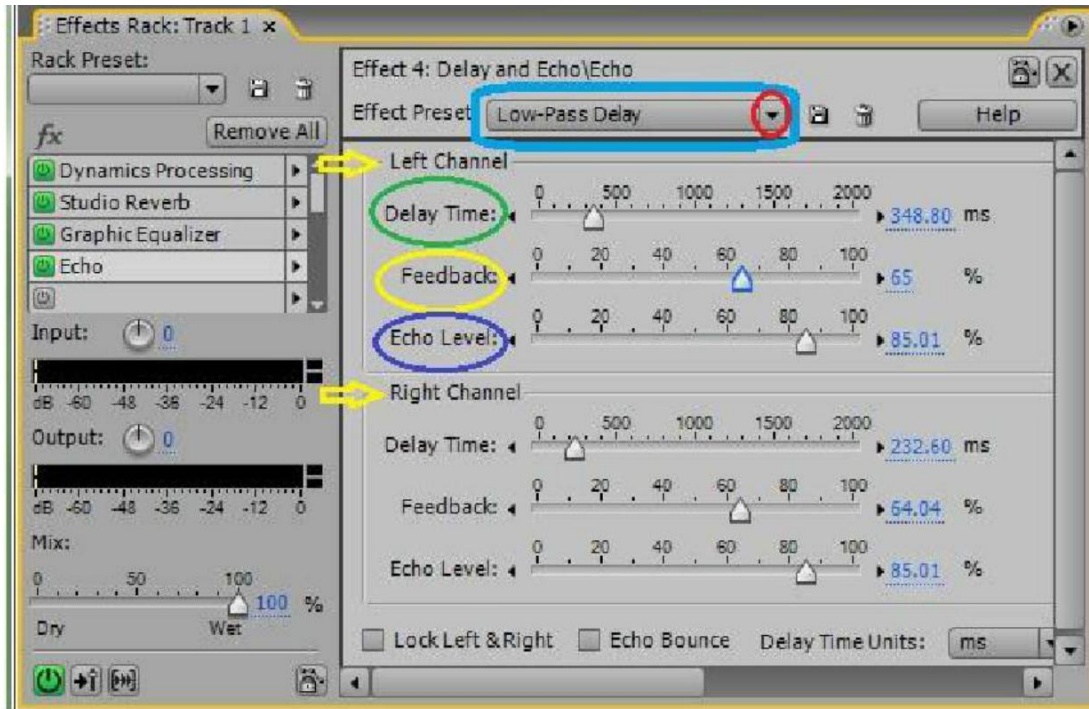 Effects Rack: Track 1 x
Rack Preset:
fx Remove All
Dynamics Processing
Studio Reverb
Graphic Equalizer
Echo
Input: 0
dB -60 -48 -36 -24 -12 0
Output: 0
dB -60 -48 -36 -24 -12 0
Mix:
0 50 100
100 %
Dry Wet
Effect 4: Delay and Echo\Echo
Effect Preset Low-Pass Delay Help
Left Channel
0 500 1000 1500 2000
Delay Time: 348.80 ms
0 20 40 60 80 100
Feedback: 65 %
0 20 40 60 80 100
Echo Level: 85.01 %
Right Channel
0 500 1000 1500 2000
Delay Time: 232.60 ms
0 20 40 60 80 100
Feedback: 64.04 %
0 20 40 60 80 100
Echo Level: 85.01 %
Lock Left & Right Echo Bounce Delay Time Units: ms